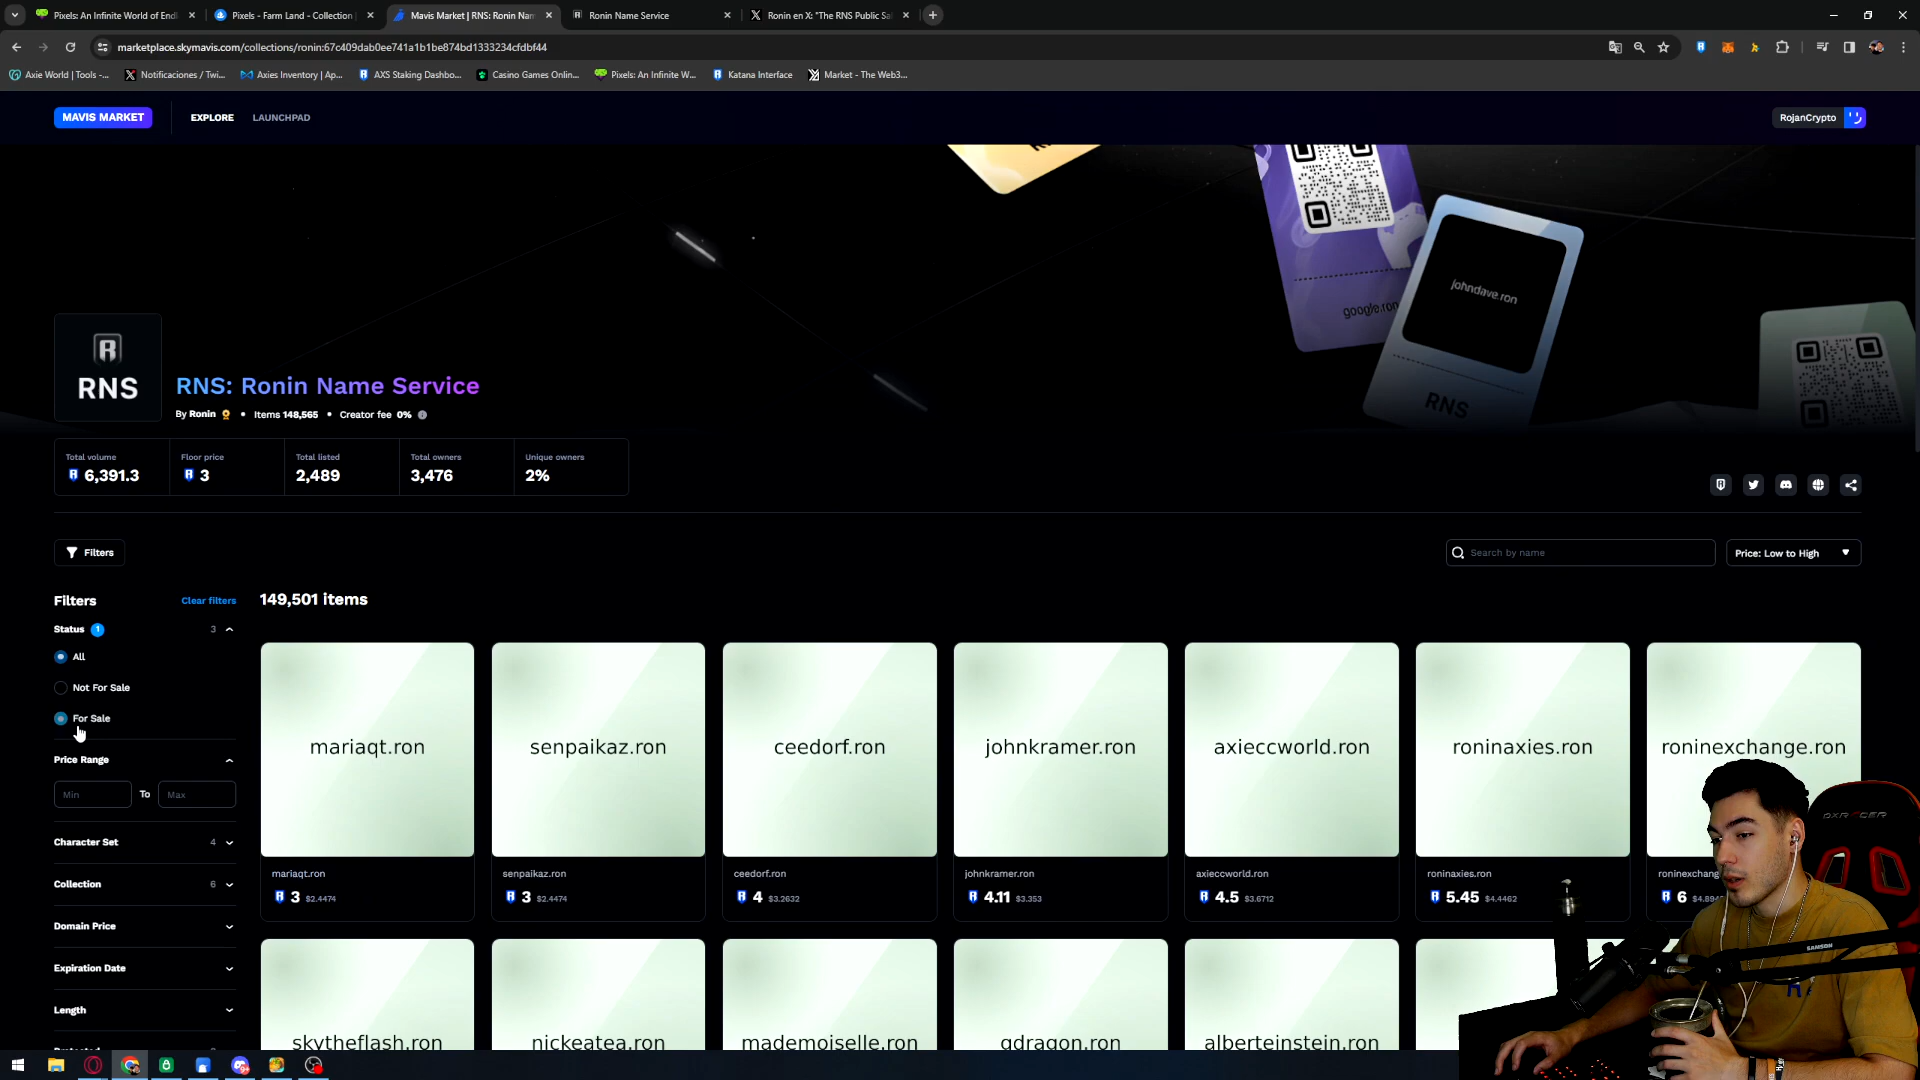 Pixels: An Infinite World of Endl
Pixels - Farm Land - Collection
Mavis Market | RNS: Ronin Nam
Ronin Name Service
Ronin en X: "The RNS Public Sal
marketplace.skymavis.com/collections/ronin:67c409dab0ee741a1b1be874bd1333234cfdbf44
Axie World | Tools -...
Notificaciones / Twi...
Axies Inventory | Ap...
AXS Staking Dashbo...
Casino Games Onlin...
Pixels: An Infinite W...
Katana Interface
Market - The Web3...
MAVIS MARKET
EXPLORE
LAUNCHPAD
RojanCrypto
google.ron
johndave.ron
RNS
RNS
RNS: Ronin Name Service
By Ronin • Items 148,565 • Creator fee 0%
Total volume
6,391.3
Floor price
3
Total listed
2,489
Total owners
3,476
Unique owners
2%
Filters
Search by name
Price: Low to High
Filters
Clear filters
149,501 items
Status 1 3
All
Not For Sale
For Sale
Price Range
Min To Max
Character Set 4
Collection 6
Domain Price
Expiration Date
Length
mariaqt.ron
senpaikaz.ron
ceedorf.ron
johnkramer.ron
axieccworld.ron
roninaxies.ron
roninexchange.ron
mariaqt.ron
3 $2.4474
senpaikaz.ron
3 $2.4474
ceedorf.ron
4 $3.2632
johnkramer.ron
4.11 $3.353
axieccworld.ron
4.5 $3.6712
roninaxies.ron
5.45 $4.4462
roninexchang
6 $4.894
skytheflash.ron
nickeatea.ron
mademoiselle.ron
gdragon.ron
alberteinstein.ron
DXRACER
SAMSON